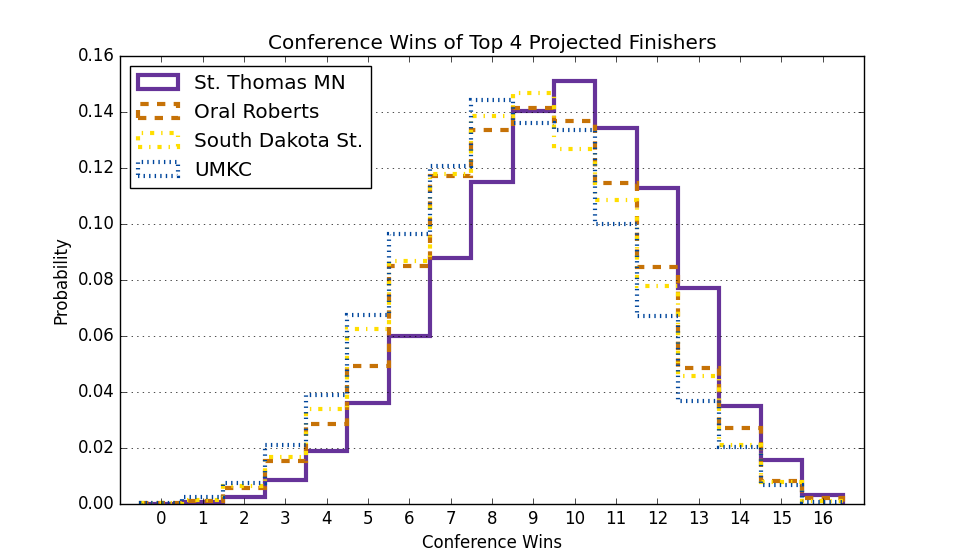 Conference Wins of Top 4 Projected Finishers
0.16
0.14
0.12
0.10
0.08
0.06
0.04
0.02
0.00
Probability
St. Thomas MN
Oral Roberts
South Dakota St.
UMKC
0 1 2 3 4 5 6 7 8 9 10 11 12 13 14 15 16
Conference Wins